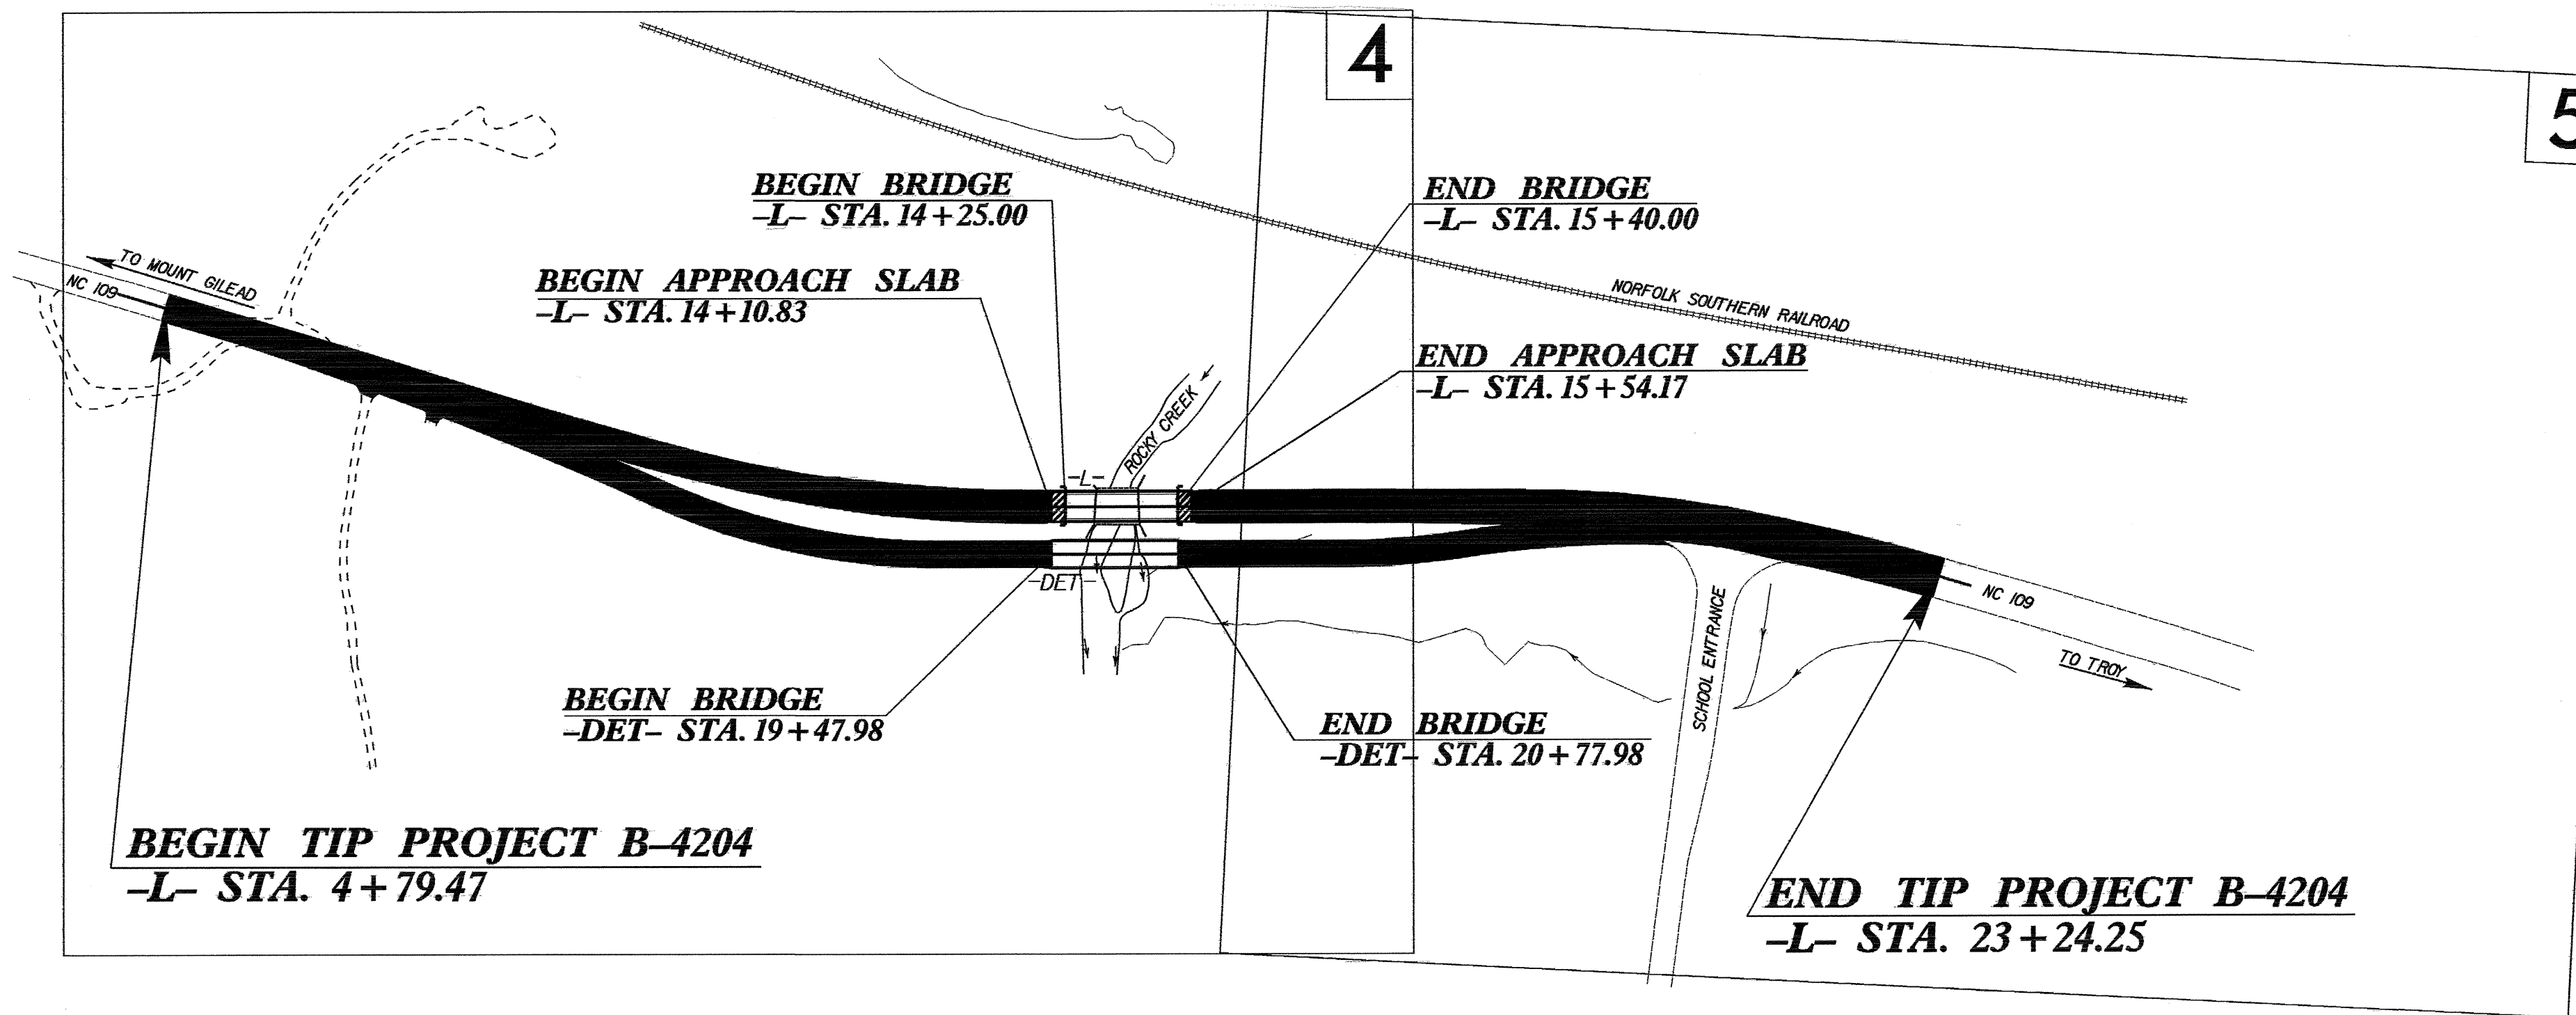 4
5
BEGIN BRIDGE
-L- STA. 14+25.00
END BRIDGE
-L- STA. 15+40.00
TO MOUNT GILEAD
NC 109
BEGIN APPROACH SLAB
-L- STA. 14+10.83
NORFOLK SOUTHERN RAILROAD
END APPROACH SLAB
-L- STA. 15+54.17
ROCKY CREEK
-L-
-DET-
NC 109
TO TROY
SCHOOL ENTRANCE
BEGIN BRIDGE
-DET- STA. 19+47.98
END BRIDGE
-DET- STA. 20+77.98
BEGIN TIP PROJECT B-4204
-L- STA. 4+79.47
END TIP PROJECT B-4204
-L- STA. 23+24.25